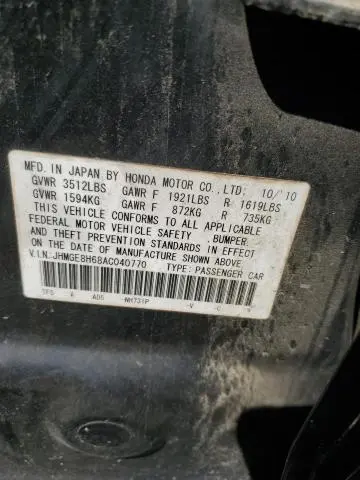 MFD. IN JAPAN BY HONDA MOTOR CO., LTD. 10/'10
GVWR 3512LBS GAWR F 1921LBS R 1619LBS
GVWR 1594KG GAWR F 872KG R 735KG
THIS VEHICLE CONFORMS TO ALL APPLICABLE
FEDERAL MOTOR VEHICLE SAFETY, BUMPER,
AND THEFT PREVENTION STANDARDS IN EFFECT
ON THE DATE OF MANUFACTURE SHOWN ABOVE.
V.I.N.:JHMGE8H68AC040770 TYPE: PASSENGER CAR
A AD5 NH731P -V -C